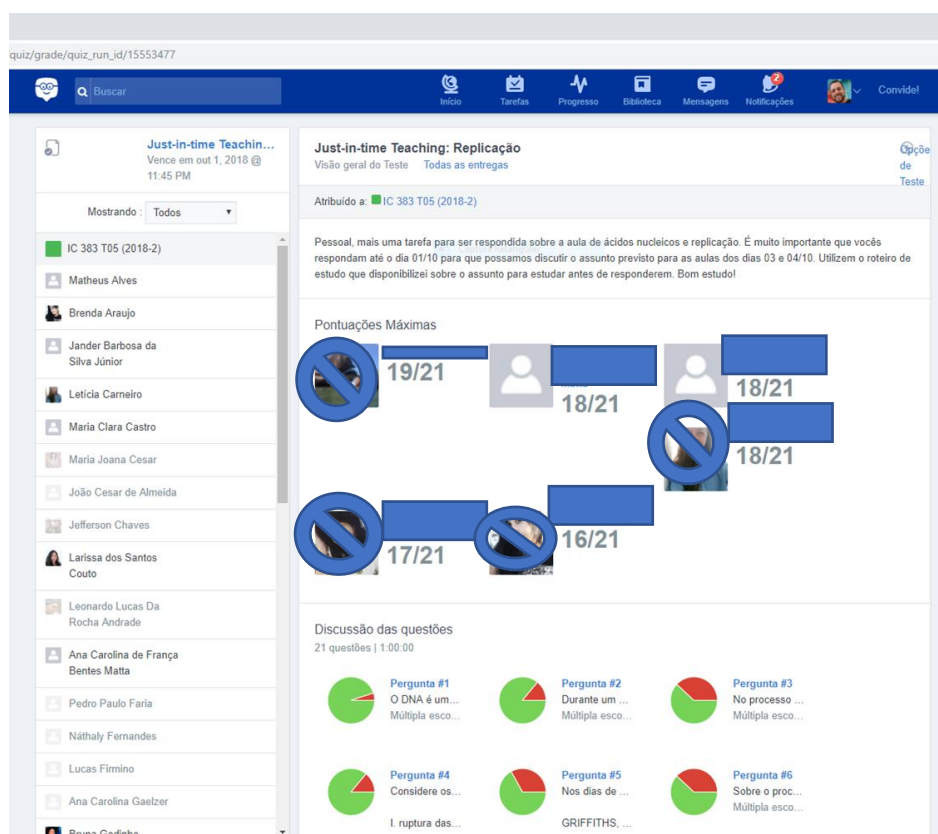 quiz/grade/quiz_run_id/15553477
Buscar
Início
Tarefas
Progresso
Biblioteca
Mensagens
2
Notificações
Convide!
Just-in-time Teachin...
Vence em out 1, 2018 @
11:45 PM
Mostrando :
Todos
IC 383 T05 (2018-2)
Matheus Alves
Brenda Araujo
Jander Barbosa da
Silva Júnior
Letícia Carneiro
Maria Clara Castro
Maria Joana Cesar
João Cesar de Almeida
Jefferson Chaves
Larissa dos Santos
Couto
Leonardo Lucas Da
Rocha Andrade
Ana Carolina de França
Bentes Matta
Pedro Paulo Faria
Náthaly Fernandes
Lucas Firmino
Ana Carolina Gaelzer
Bruna Godinho
Just-in-time Teaching: Replicação
Visão geral do Teste
Todas as entregas
Opçõe
de
Teste
Atribuído a:
IC 383 T05 (2018-2)
Pessoal, mais uma tarefa para ser respondida sobre a aula de ácidos nucleicos e replicação. É muito importante que vocês
respondam até o dia 01/10 para que possamos discutir o assunto previsto para as aulas dos dias 03 e 04/10. Utilizem o roteiro de
estudo que disponibilizei sobre o assunto para estudar antes de responderem. Bom estudo!
Pontuações Máximas
19/21
18/21
18/21
18/21
17/21
16/21
Discussão das questões
21 questões | 1:00:00
Pergunta #1
O DNA é um...
Múltipla esco...
Pergunta #2
Durante um ...
Múltipla esco...
Pergunta #3
No processo ...
Múltipla esco...
Pergunta #4
Considere os...
I. ruptura das...
Pergunta #5
Nos dias de ...
GRIFFITHS, ...
Pergunta #6
Sobre o proc...
Múltipla esco...